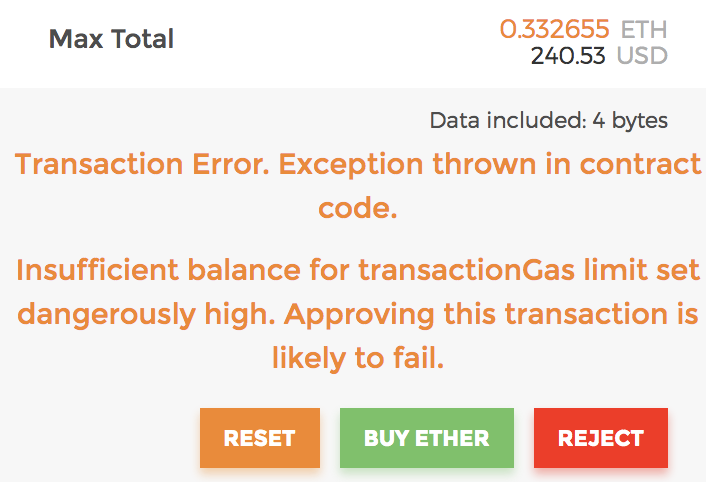 Max Total
0.332655 ETH
240.53 USD
Data included: 4 bytes
Transaction Error. Exception thrown in contract
code.
Insufficient balance for transactionGas limit set
dangerously high. Approving this transaction is
likely to fail.
RESET
BUY ETHER
REJECT